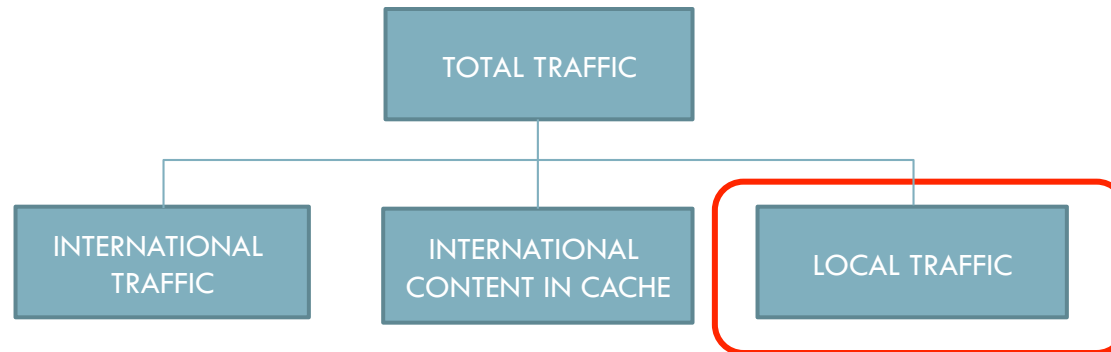 TOTAL TRAFFIC
INTERNATIONAL
TRAFFIC
INTERNATIONAL
CONTENT IN CACHE
LOCAL TRAFFIC